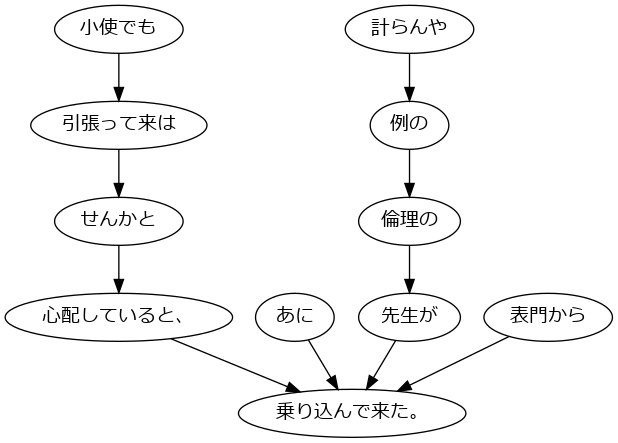 小使でも
計らんや
引張って来は
例の
せんかと
倫理の
心配していると、
あに
先生が
表門から
乗り込んで来た。